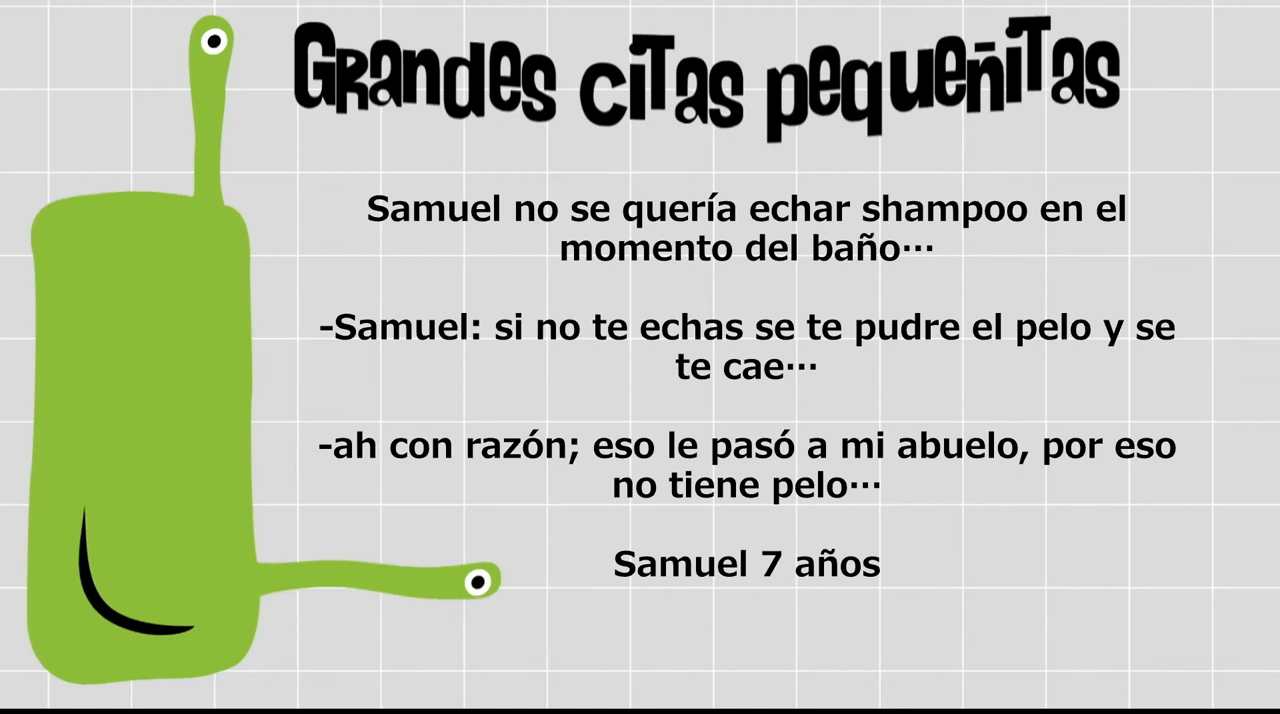 Grandes citas pequeñitas
Samuel no se quería echar shampoo en el
momento del baño…
-Samuel: si no te echas se te pudre el pelo y se
te cae…
-ah con razón; eso le pasó a mi abuelo, por eso
no tiene pelo…
Samuel 7 años